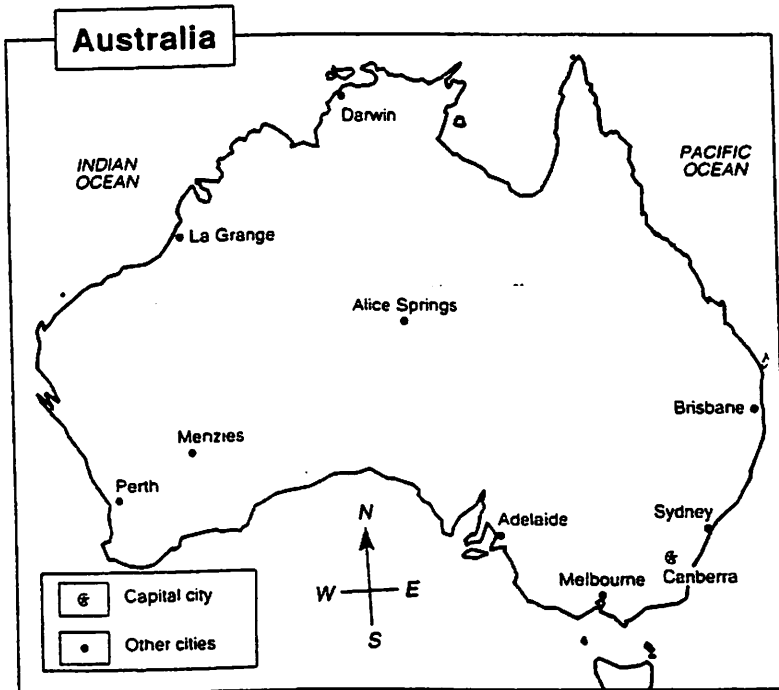 Australia
Darwin
INDIAN
OCEAN
PACIFIC
OCEAN
La Grange
Alice Springs
Brisbane
Menzies
Perth
N
Adelaide
Sydney
W
E
Melbourne
Canberra
S
Capital city
Other cities